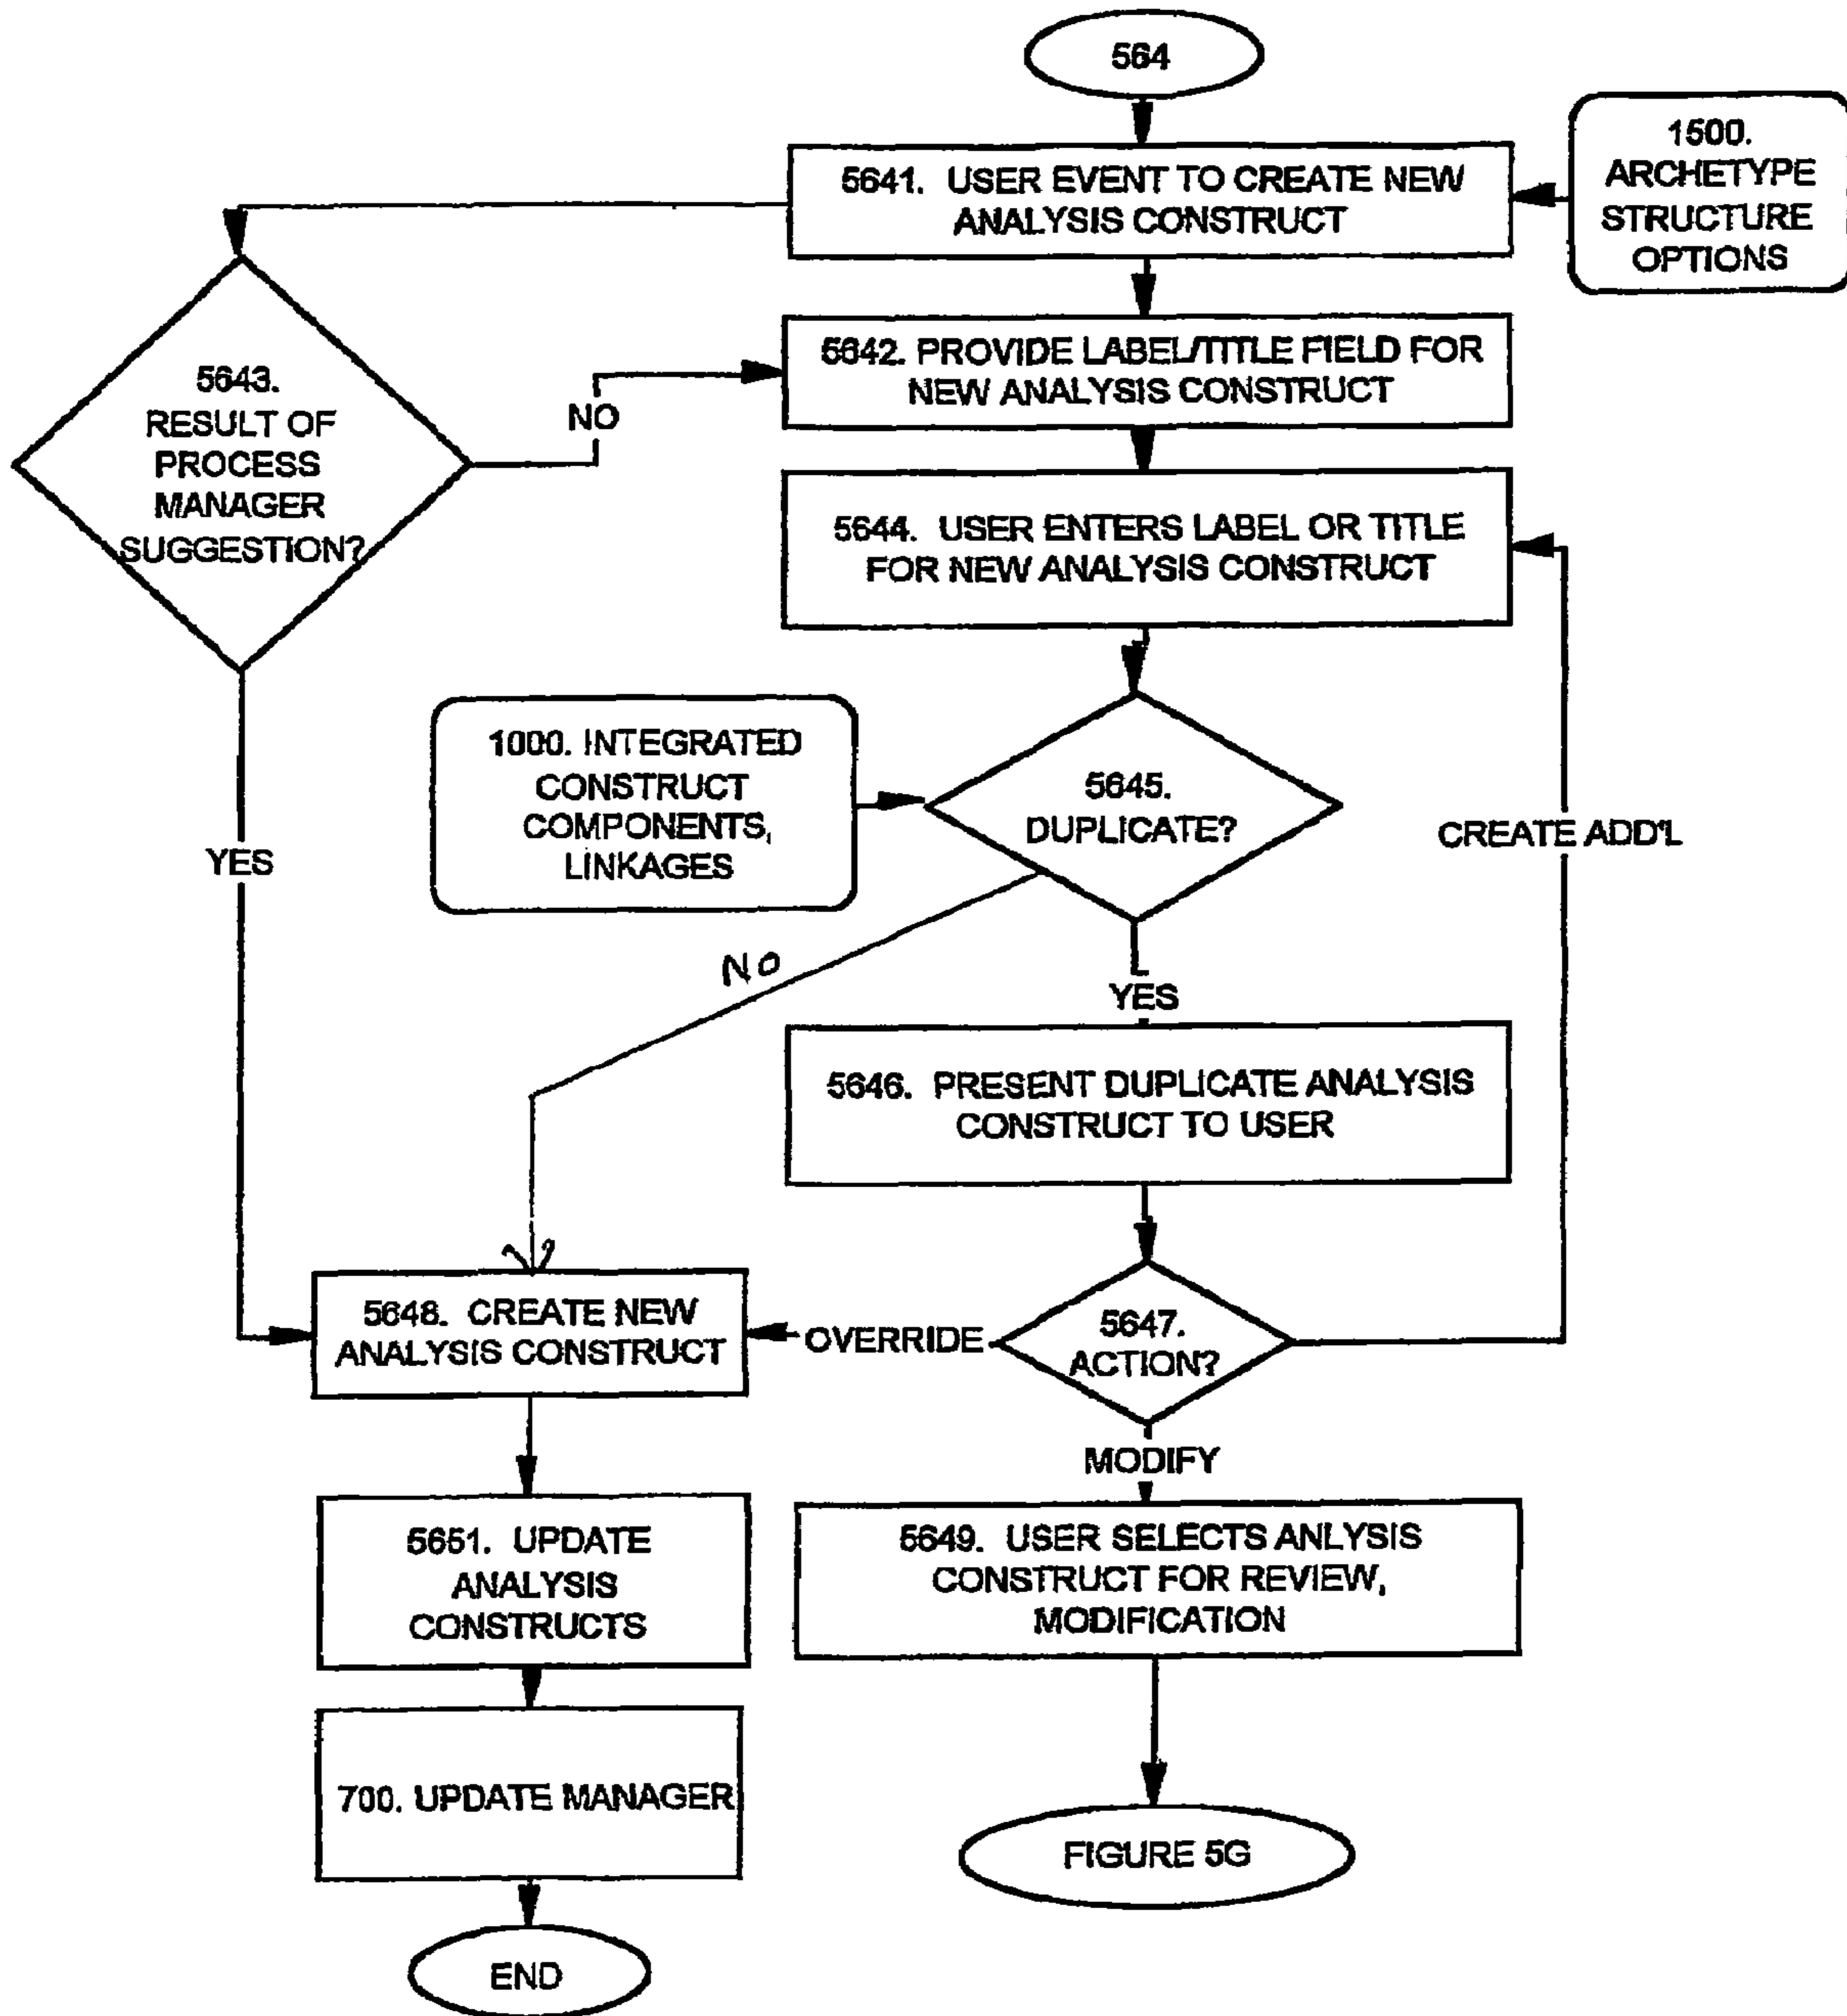 564
1500.
ARCHETYPE
STRUCTURE
OPTIONS
5641. USER EVENT TO CREATE NEW
ANALYSIS CONSTRUCT
5642. PROVIDE LABEL/TITLE FIELD FOR
NEW ANALYSIS CONSTRUCT
5643.
RESULT OF
PROCESS
MANAGER
SUGGESTION?
NO
5644. USER ENTERS LABEL OR TITLE
FOR NEW ANALYSIS CONSTRUCT
1000. INTEGRATED
CONSTRUCT
COMPONENTS,
LINKAGES
5645.
DUPLICATE?
CREATE ADD'L
YES
NO
YES
5646. PRESENT DUPLICATE ANALYSIS
CONSTRUCT TO USER
5648. CREATE NEW
ANALYSIS CONSTRUCT
OVERRIDE
5647.
ACTION?
MODIFY
5651. UPDATE
ANALYSIS
CONSTRUCTS
5649. USER SELECTS ANLYSIS
CONSTRUCT FOR REVIEW,
MODIFICATION
700. UPDATE MANAGER
FIGURE 5G
END